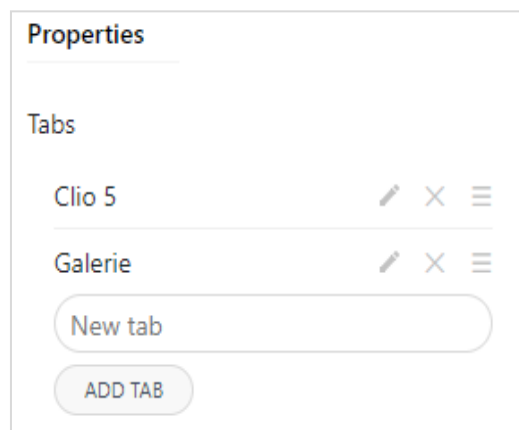 Properties
Tabs
Clio 5
Galerie
New tab
ADD TAB